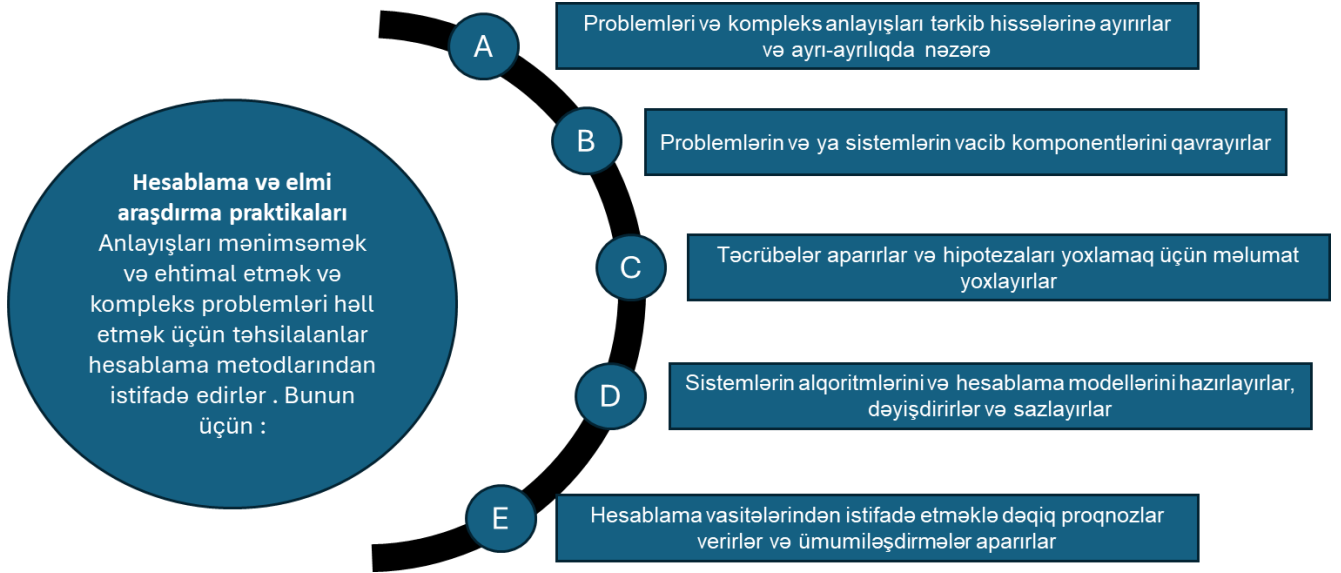 Hesablama və elmi
araşdırma praktikaları
Anlayışları mənimsəmək
və ehtimal etmək və
kompleks problemləri həll
etmək üçün təhsilalanlar
hesablama metodlarından
istifadə edirlər . Bunun
üçün :
A
Problemləri və kompleks anlayışları tərkib hissələrinə ayırırlar
və ayrı-ayrılıqda nəzərə
B
Problemlərin və ya sistemlərin vacib komponentlərini qavrayırlar
C
Təcrübələr aparırlar və hipotezaları yoxlamaq üçün məlumat
yoxlayırlar
D
Sistemlərin alqoritmlərini və hesablama modellərini hazırlayırlar,
dəyişdirirlər və sazlayırlar
E
Hesablama vasitələrindən istifadə etməklə dəqiq proqnozlar
verirlər və ümumiləşdirmələr aparırlar